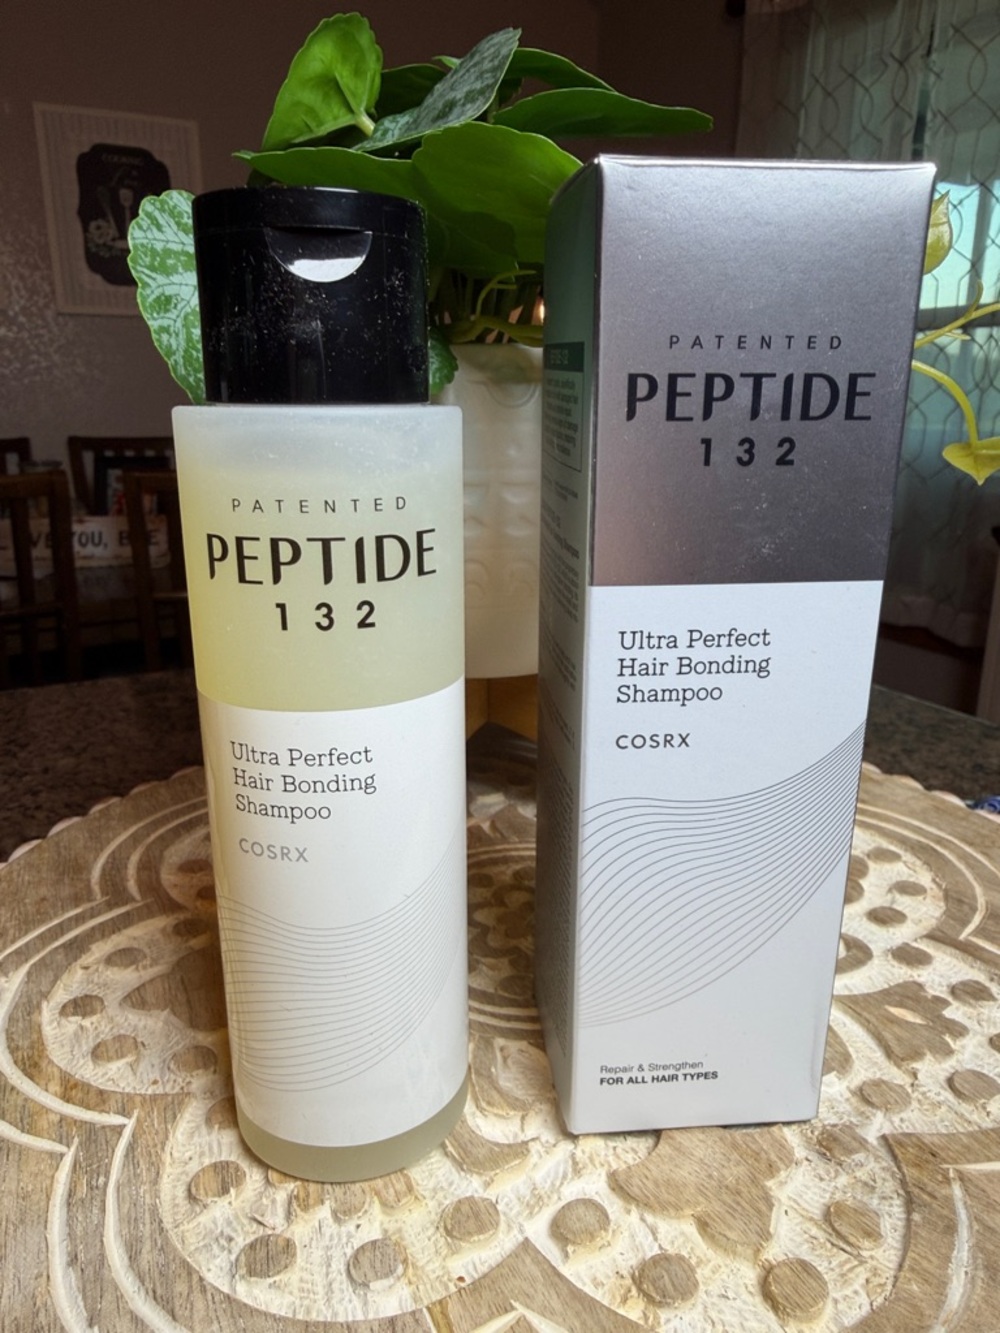 PATENTED
PEPTIDE
132
Ultra Perfect
Hair Bonding
Shampoo
COSRX
PATENTED
PEPTIDE
132
Ultra Perfect
Hair Bonding
Shampoo
COSRX
Repair & Strengthen
FOR ALL HAIR TYPES
YOU,